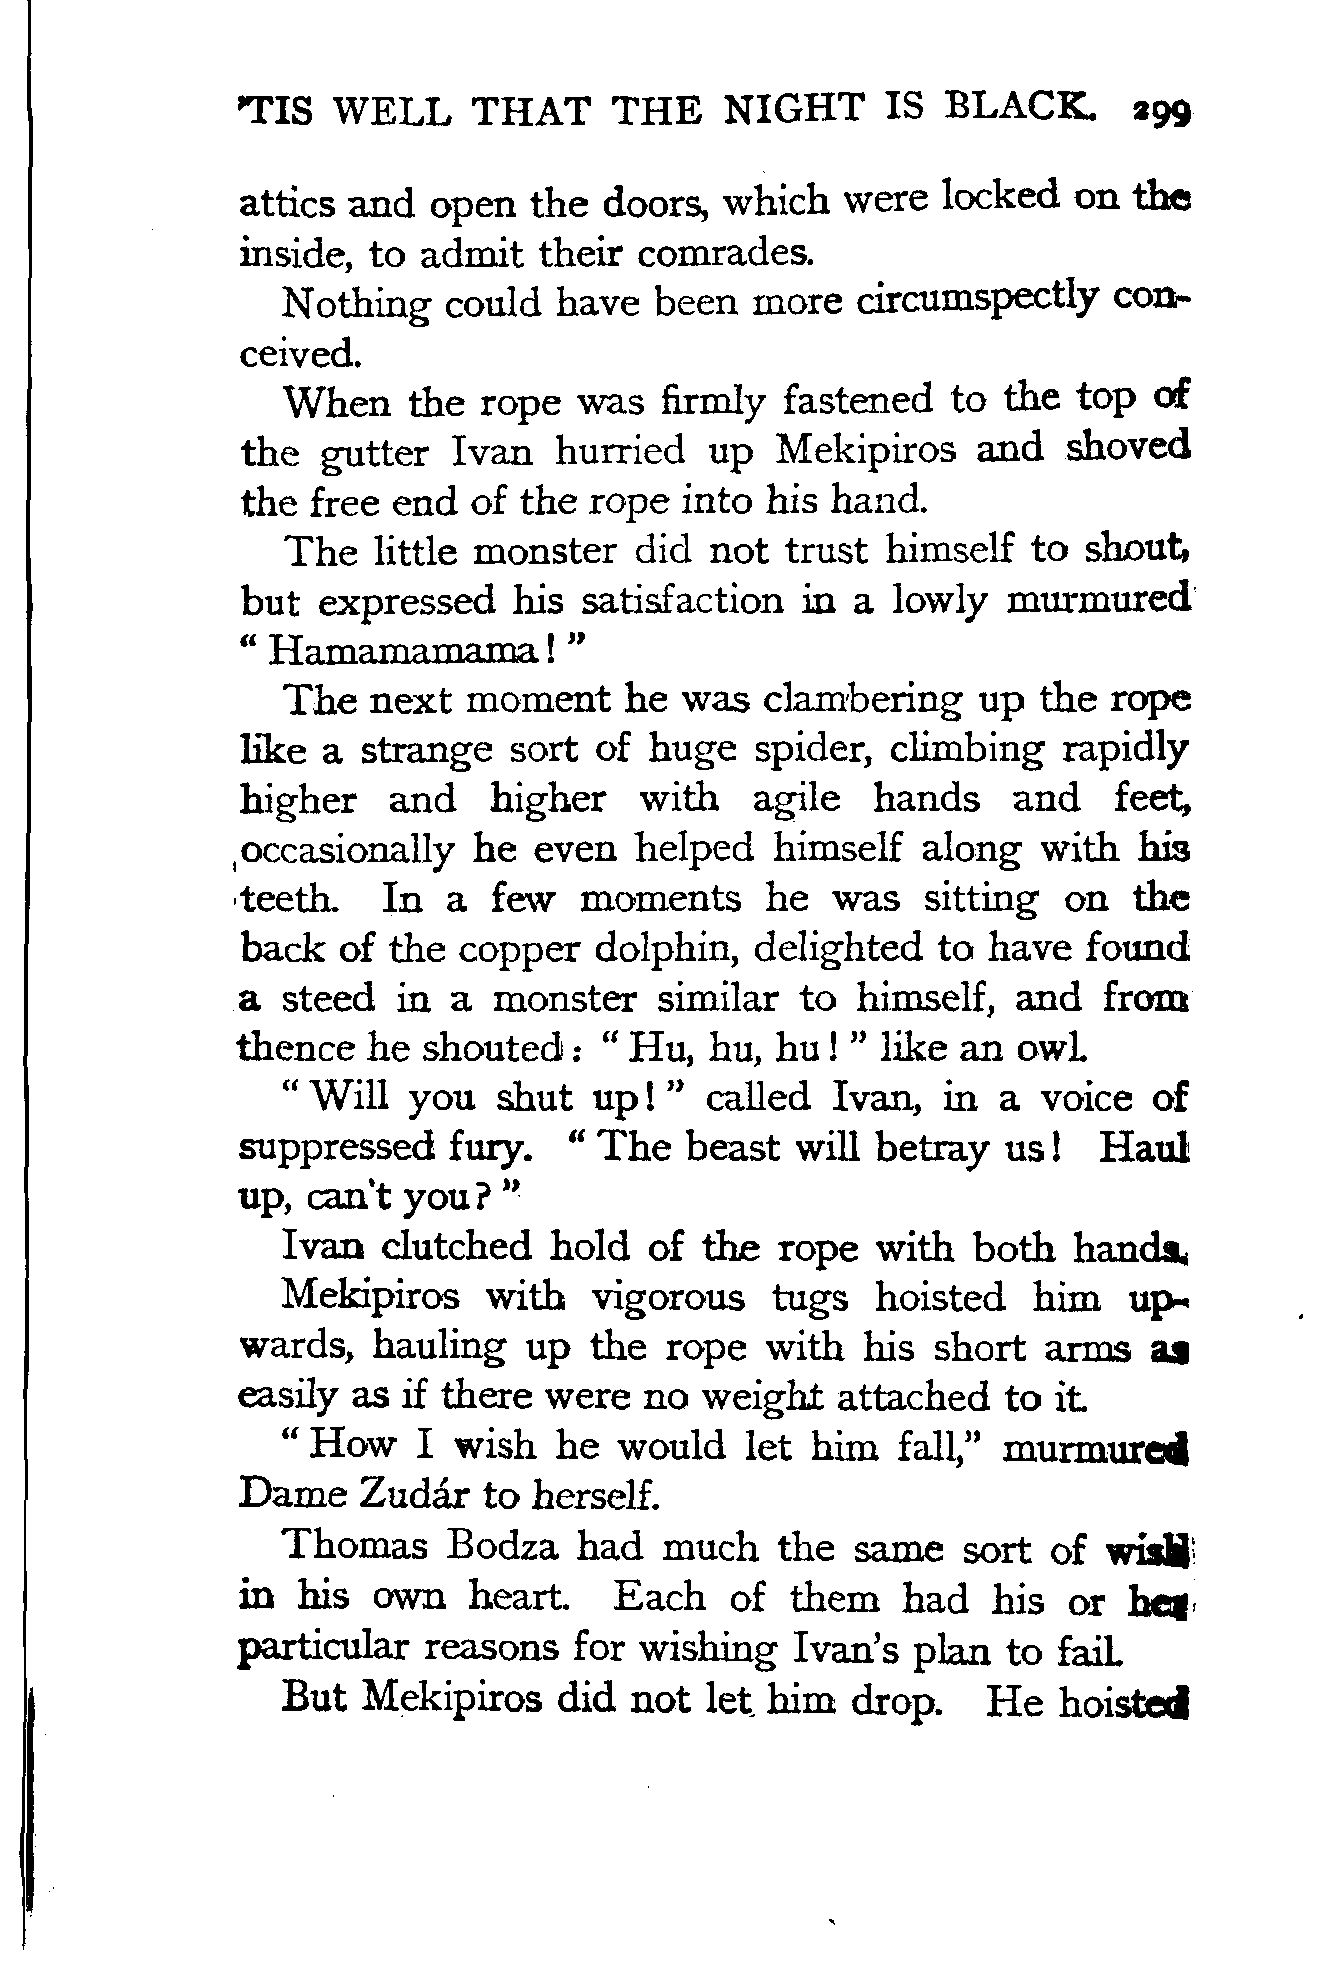 'TIS WELL THAT THE NIGHT IS BLACK. 299
attics and open the doors, which were locked on the
inside, to admit their comrades.
Nothing could have been more circumspectly con-
ceived.
When the rope was firmly fastened to the top of
the gutter Ivan hurried up Mekipiros and shoved
the free end of the rope into his hand.
The little monster did not trust himself to shout,
but expressed his satisfaction in a lowly murmured
" Hamamamama! "
The next moment he was clambering up the rope
like a strange sort of huge spider, climbing rapidly
higher and higher with agile hands and feet,
occasionally he even helped himself along with his
teeth. In a few moments he was sitting on the
back of the copper dolphin, delighted to have found
a steed in a monster similar to himself, and from
thence he shouted: " Hu, hu, hu! " like an owl.
" Will you shut up! " called Ivan, in a voice of
suppressed fury. " The beast will betray us! Haul
up, can't you? "
Ivan clutched hold of the rope with both hands.
Mekipiros with vigorous tugs hoisted him up-
wards, hauling up the rope with his short arms as
easily as if there were no weight attached to it.
" How I wish he would let him fall," murmured
Dame Zudár to herself.
Thomas Bodza had much the same sort of wish
in his own heart. Each of them had his or her
particular reasons for wishing Ivan's plan to fail.
But Mekipiros did not let him drop. He hoisted